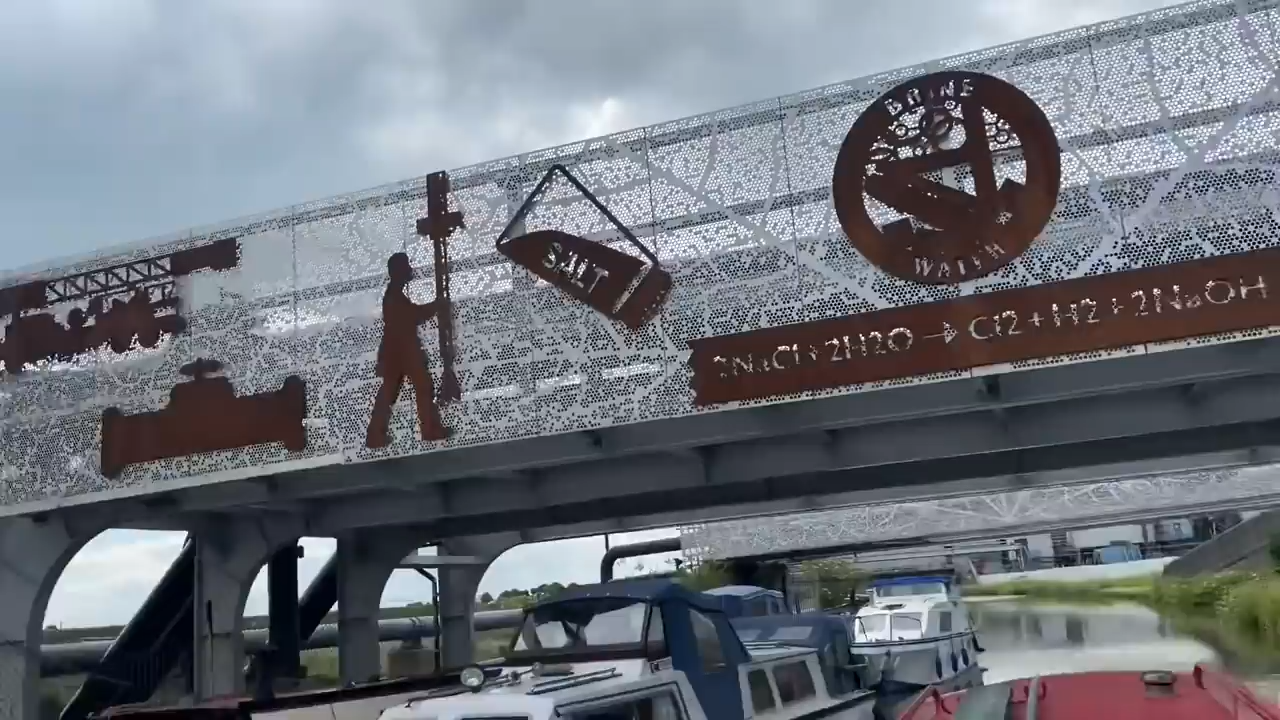 BRINE
WATER
SALT
2NaCl + 2H2O → Cl2 + H2 + 2NaOH